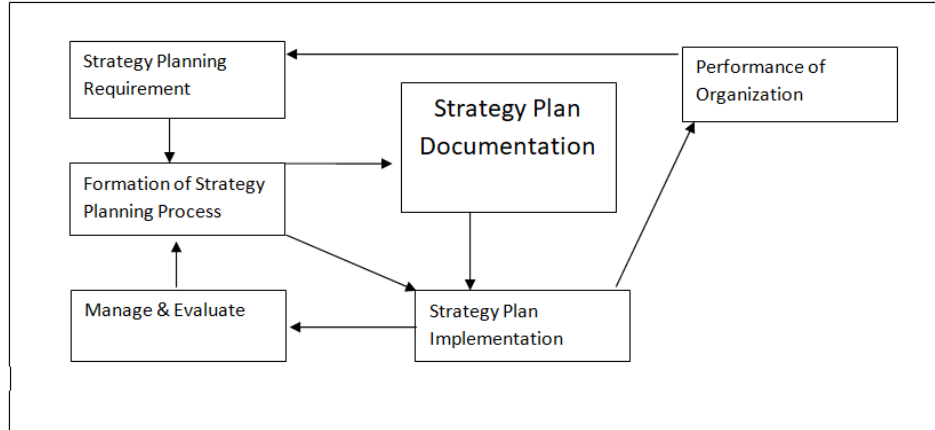 Strategy Planning
Requirement
Performance of
Organization
Strategy Plan
Documentation
Formation of Strategy
Planning Process
Manage & Evaluate
Strategy Plan
Implementation